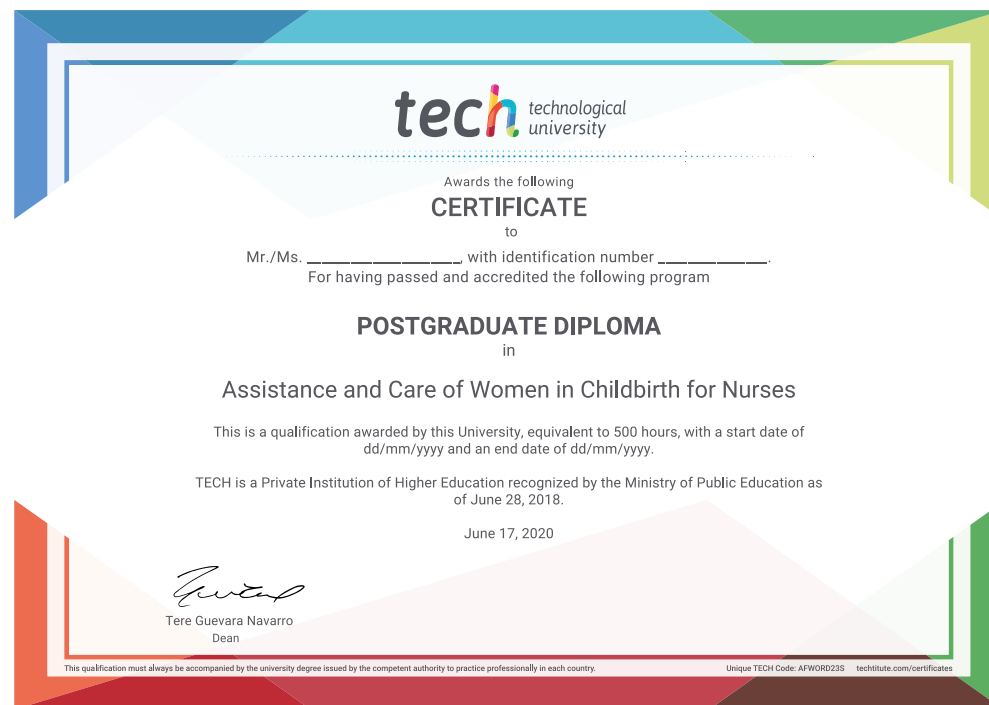 tech technological
university
Awards the following
CERTIFICATE
to
Mr./Ms. ____________________, with identification number ______________.
For having passed and accredited the following program
POSTGRADUATE DIPLOMA
in
Assistance and Care of Women in Childbirth for Nurses
This is a qualification awarded by this University, equivalent to 500 hours, with a start date of
dd/mm/yyyy and an end date of dd/mm/yyyy.
TECH is a Private Institution of Higher Education recognized by the Ministry of Public Education as
of June 28, 2018.
June 17, 2020
Tere Guevara Navarro
Dean
This qualification must always be accompanied by the university degree issued by the competent authority to practice professionally in each country.
Unique TECH Code: AFWORD23S techtitute.com/certificates